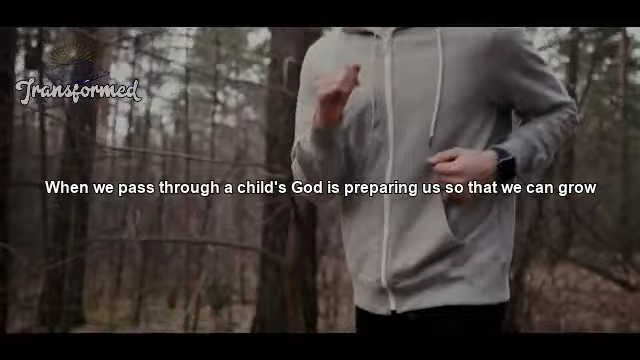 Transformed
When we pass through a child's God is preparing us so that we can grow